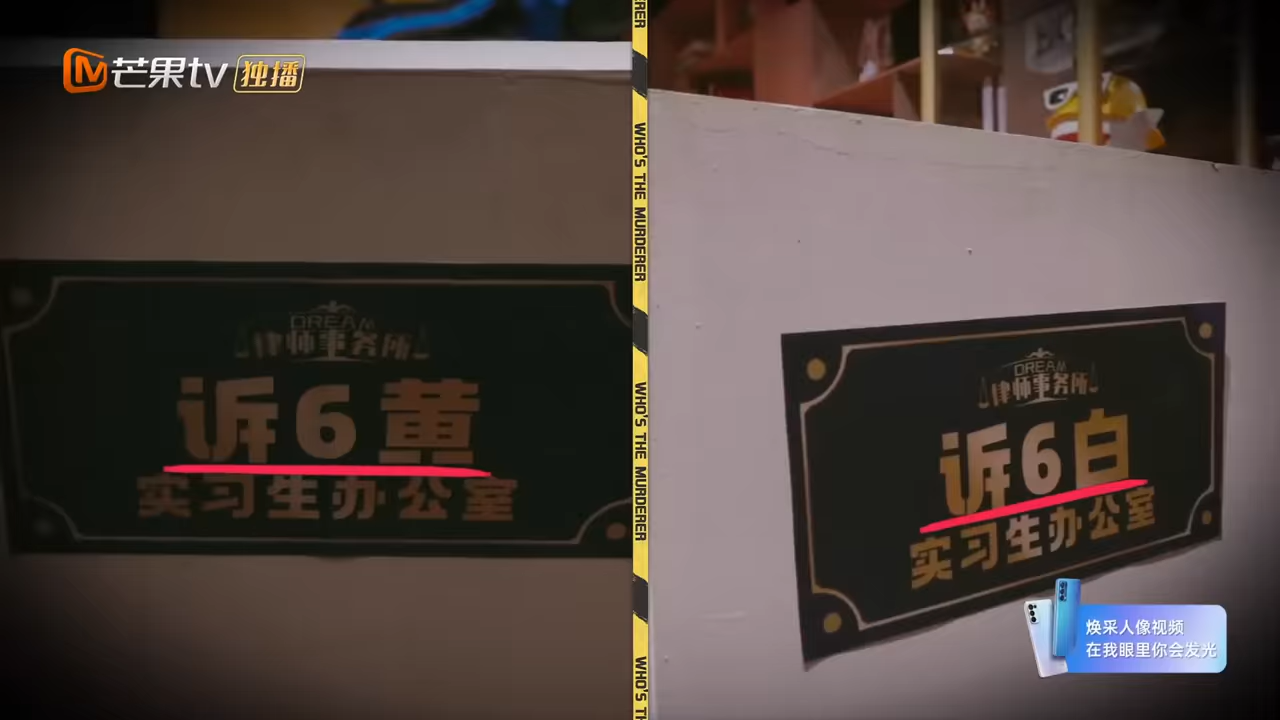 芒果tv 独播
DREAM
律师事务所
诉6黄
实习生办公室
WHO'S THE MURDERER
WHO'S THE MURDERER
DREAM
律师事务所
诉6白
实习生办公室
焕采人像视频
在我眼里你会发光